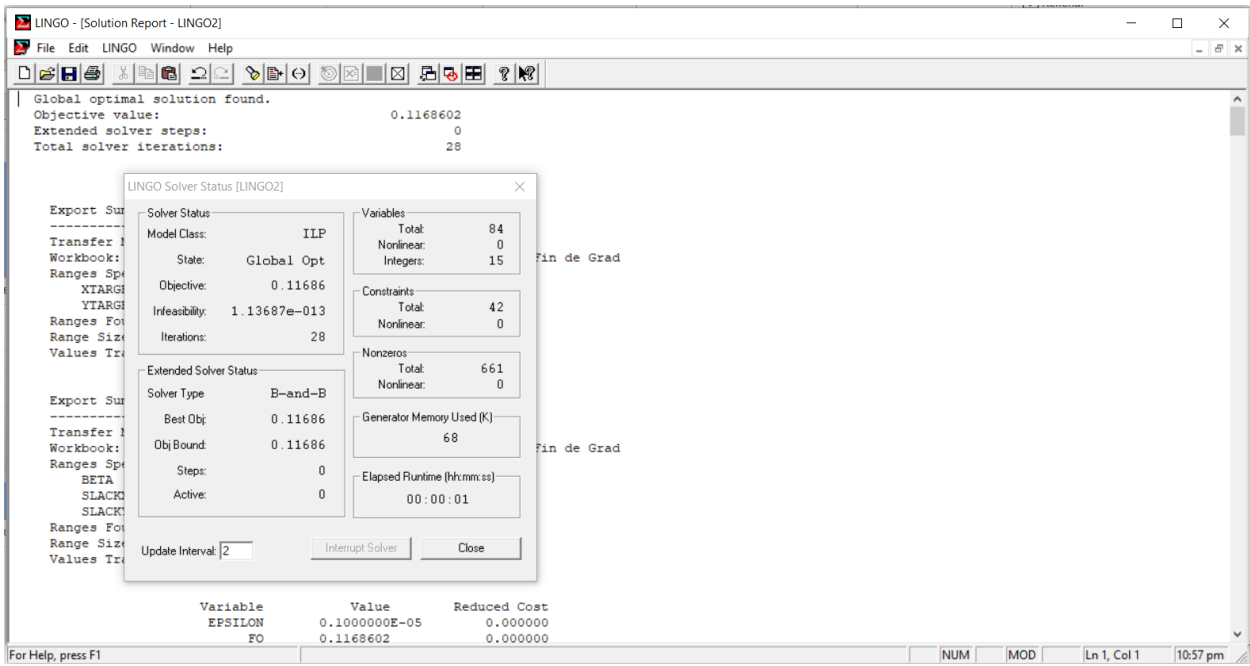 LINGO - [Solution Report - LINGO2]
File Edit LINGO Window Help
Global optimal solution found.
Objective value: 0.1168602
Extended solver steps: 0
Total solver iterations: 28
LINGO Solver Status [LINGO2]
Export Sur
Transfer
Workbook:
Ranges Spe
XTARGE
YTARGE
Ranges Fou
Range Size
Values Tra
Export Sur
Transfer
Workbook:
Ranges Spe
BETA
SLACK
SLACK
Ranges Fou
Range Size
Values Tra
Solver Status
Model Class: ILP
State: Global Opt
Objective: 0.11686
Infeasibility: 1.13687e-013
Iterations: 28
Extended Solver Status
Solver Type B-and-B
Best Obj: 0.11686
Obj Bound: 0.11686
Steps: 0
Active: 0
Variables
Total: 84
Nonlinear: 0
Integers: 15
Constraints
Total: 42
Nonlinear: 0
Nonzeros
Total: 661
Nonlinear: 0
Generator Memory Used (K)
68
Elapsed Runtime (hh:mm:ss)
00:00:01
Update Interval: 2
Interrupt Solver
Close
Fin de Grad
Fin de Grad
Variable Value Reduced Cost
EPSILON 0.1000000E-05 0.000000
FO 0.1168602 0.000000
For Help, press F1
NUM MOD Ln 1, Col 1 10:57 pm